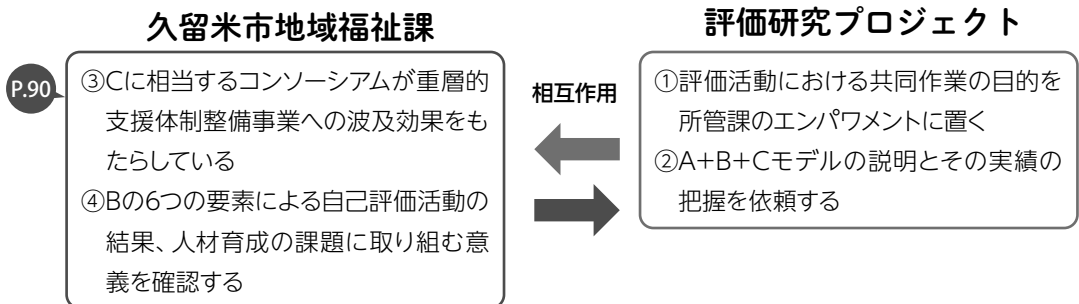 久留米市地域福祉課
P.90
③Cに相当するコンソーシアムが重層的
支援体制整備事業への波及効果をも
たらしている
④Bの6つの要素による自己評価活動の
結果、人材育成の課題に取り組む意
義を確認する
相互作用
評価研究プロジェクト
①評価活動における共同作業の目的を
所管課のエンパワメントに置く
②A+B+Cモデルの説明とその実績の
把握を依頼する